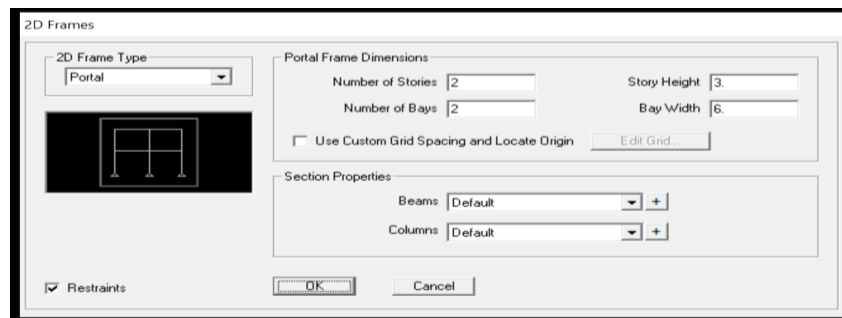 2D Frames
2D Frame Type
Portal
Portal Frame Dimensions
Number of Stories 2
Story Height 3.
Number of Bays 2
Bay Width 6.
Use Custom Grid Spacing and Locate Origin
Edit Grid...
Section Properties
Beams Default +
Columns Default +
Restraints
OK
Cancel